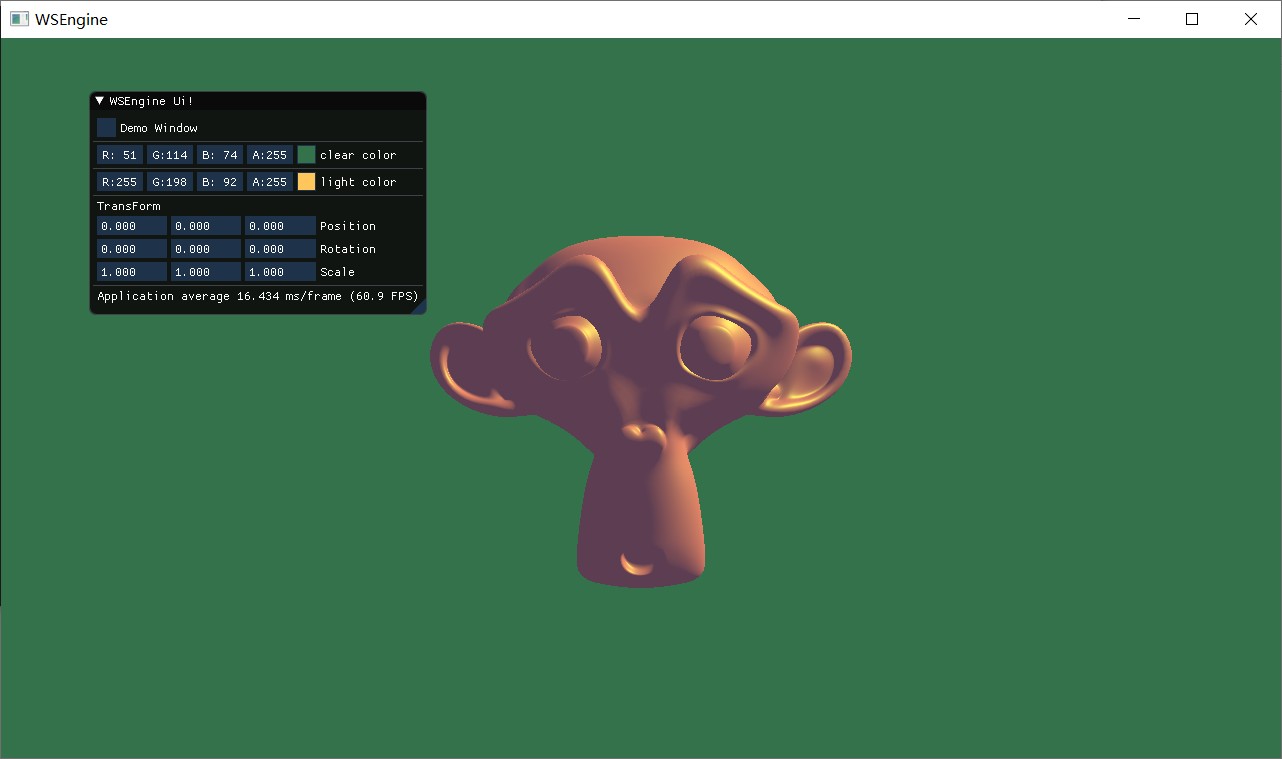 WSEngine
WSEngine Ui!
Demo Window
R: 51 G:114 B: 74 A:255 clear color
R:255 G:198 B: 92 A:255 light color
TransForm
0.000 0.000 0.000 Position
0.000 0.000 0.000 Rotation
1.000 1.000 1.000 Scale
Application average 16.434 ms/frame (60.9 FPS)